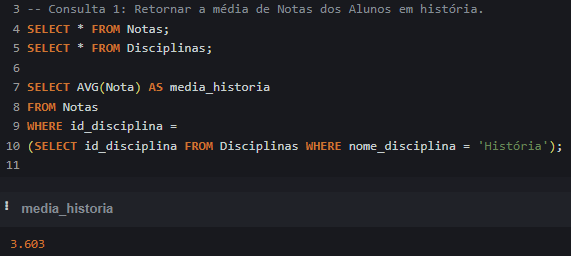 3 -- Consulta 1: Retornar a média de Notas dos Alunos em história.
4 SELECT * FROM Notas;
5 SELECT * FROM Disciplinas;
6
7 SELECT AVG(Nota) AS media_historia
8 FROM Notas
9 WHERE id_disciplina =
10 (SELECT id_disciplina FROM Disciplinas WHERE nome_disciplina = 'História');
11
media_historia
3.603